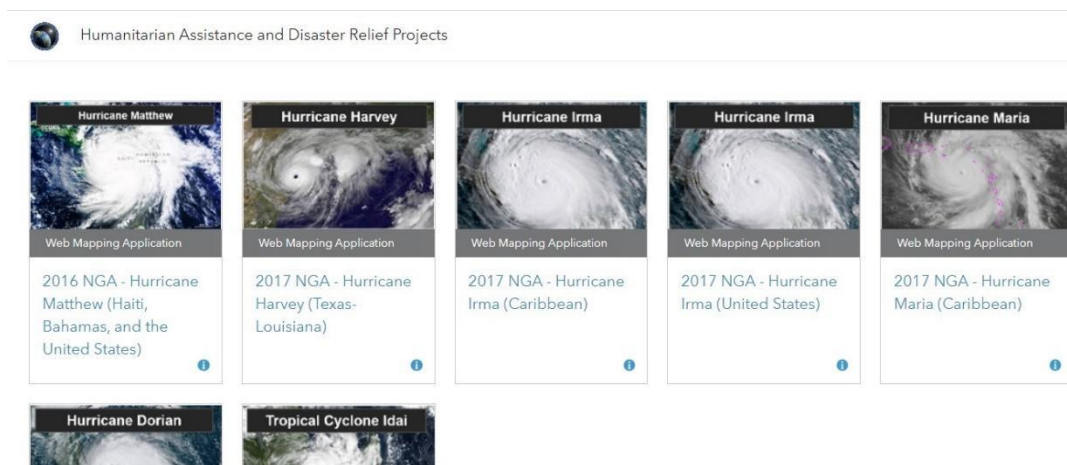 Humanitarian Assistance and Disaster Relief Projects
Hurricane Matthew
Hurricane Harvey
Hurricane Irma
Hurricane Irma
Hurricane Maria
HAITI
DOMINICAN
REPUBLIC
Web Mapping Application
Web Mapping Application
Web Mapping Application
Web Mapping Application
Web Mapping Application
2016 NGA - Hurricane
Matthew (Haiti,
Bahamas, and the
United States)
2017 NGA - Hurricane
Harvey (Texas-
Louisiana)
2017 NGA - Hurricane
Irma (Caribbean)
2017 NGA - Hurricane
Irma (United States)
2017 NGA - Hurricane
Maria (Caribbean)
Hurricane Dorian
Tropical Cyclone Idai